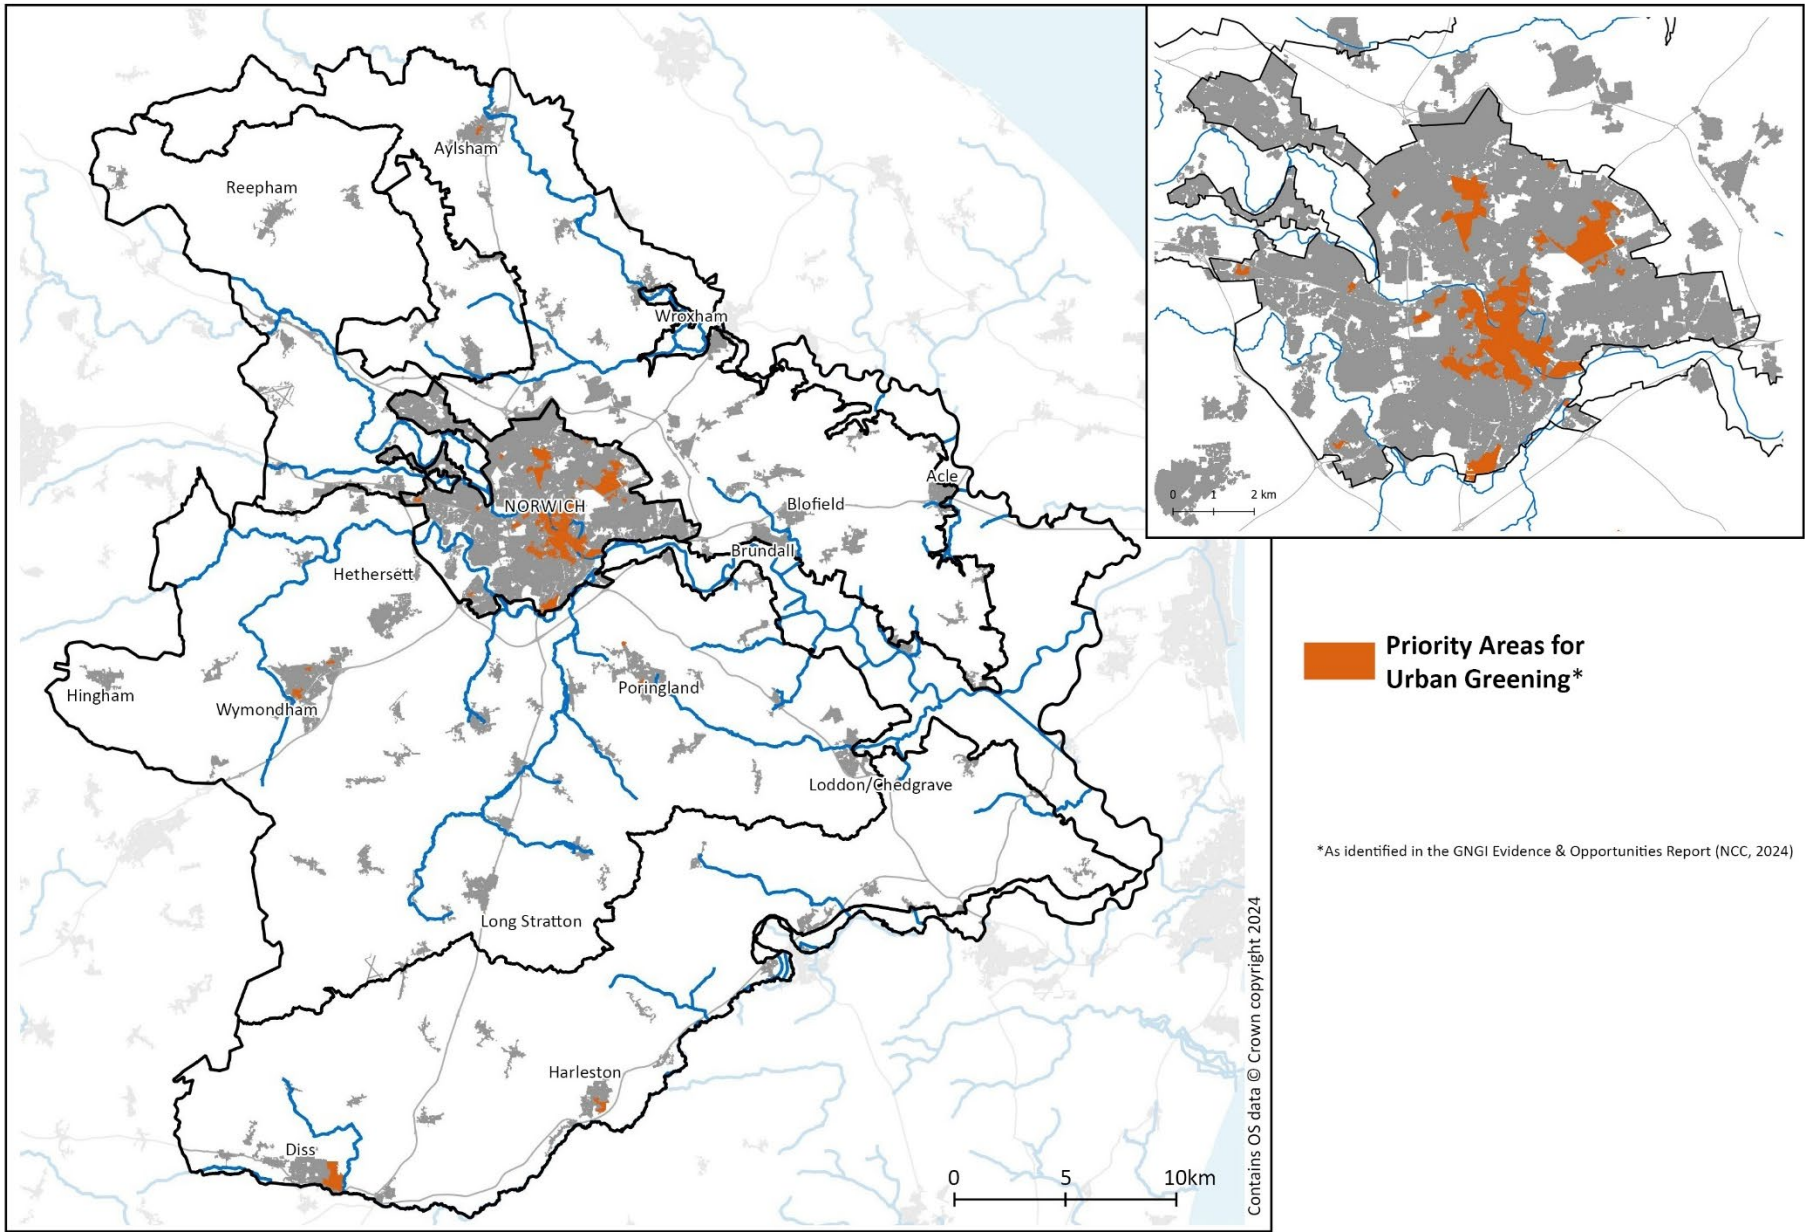 Aylsham
Reepham
Wroxham
Acle
NORWICH
Blofield
Brundall
Hethersett
Hingham
Wymondham
Poringland
Loddon/Chedgrave
Long Stratton
Harleston
Diss
0 5 10km
Contains OS data © Crown copyright 2024
0 1 2 km
Priority Areas for
Urban Greening*
*As identified in the GNGI Evidence & Opportunities Report (NCC, 2024)